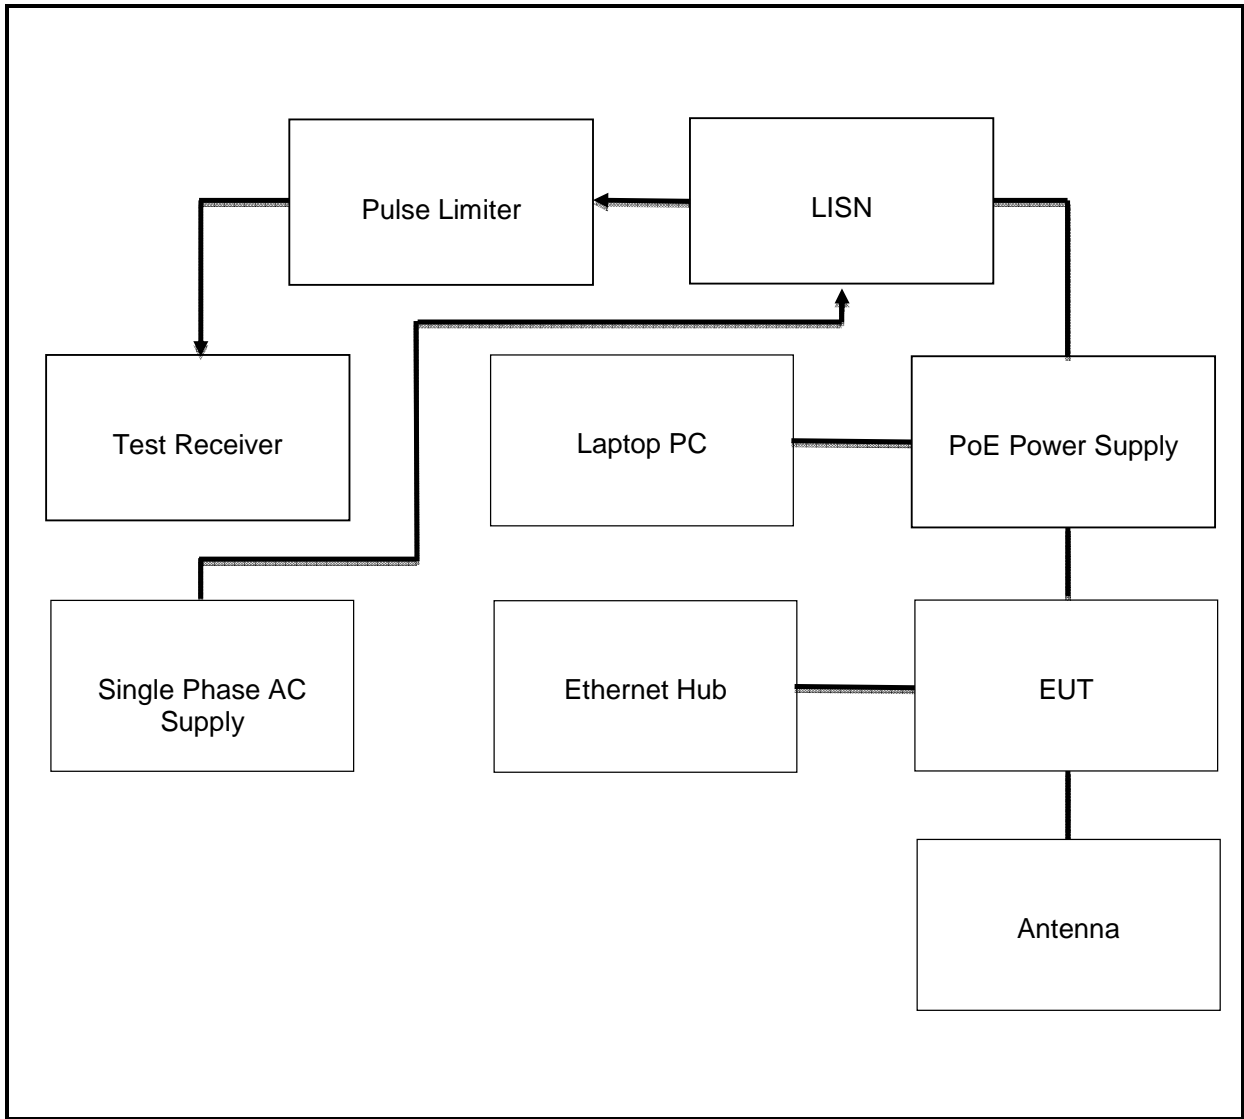 Pulse Limiter
LISN
Test Receiver
Laptop PC
PoE Power Supply
Single Phase AC
Supply
Ethernet Hub
EUT
Antenna